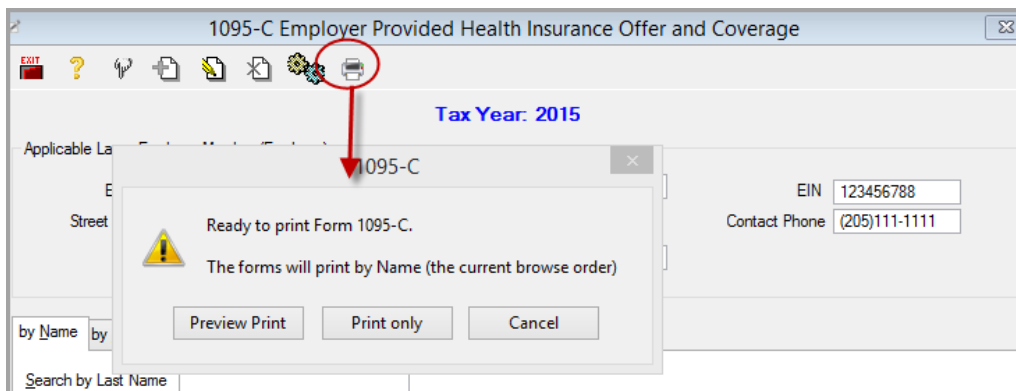 1095-C Employer Provided Health Insurance Offer and Coverage
EXIT
Tax Year: 2015
Applicable La
1095-C
EIN 123456788
Street
Contact Phone (205)111-1111
Ready to print Form 1095-C.
The forms will print by Name (the current browse order)
Preview Print Print only Cancel
by Name by
Search by Last Name